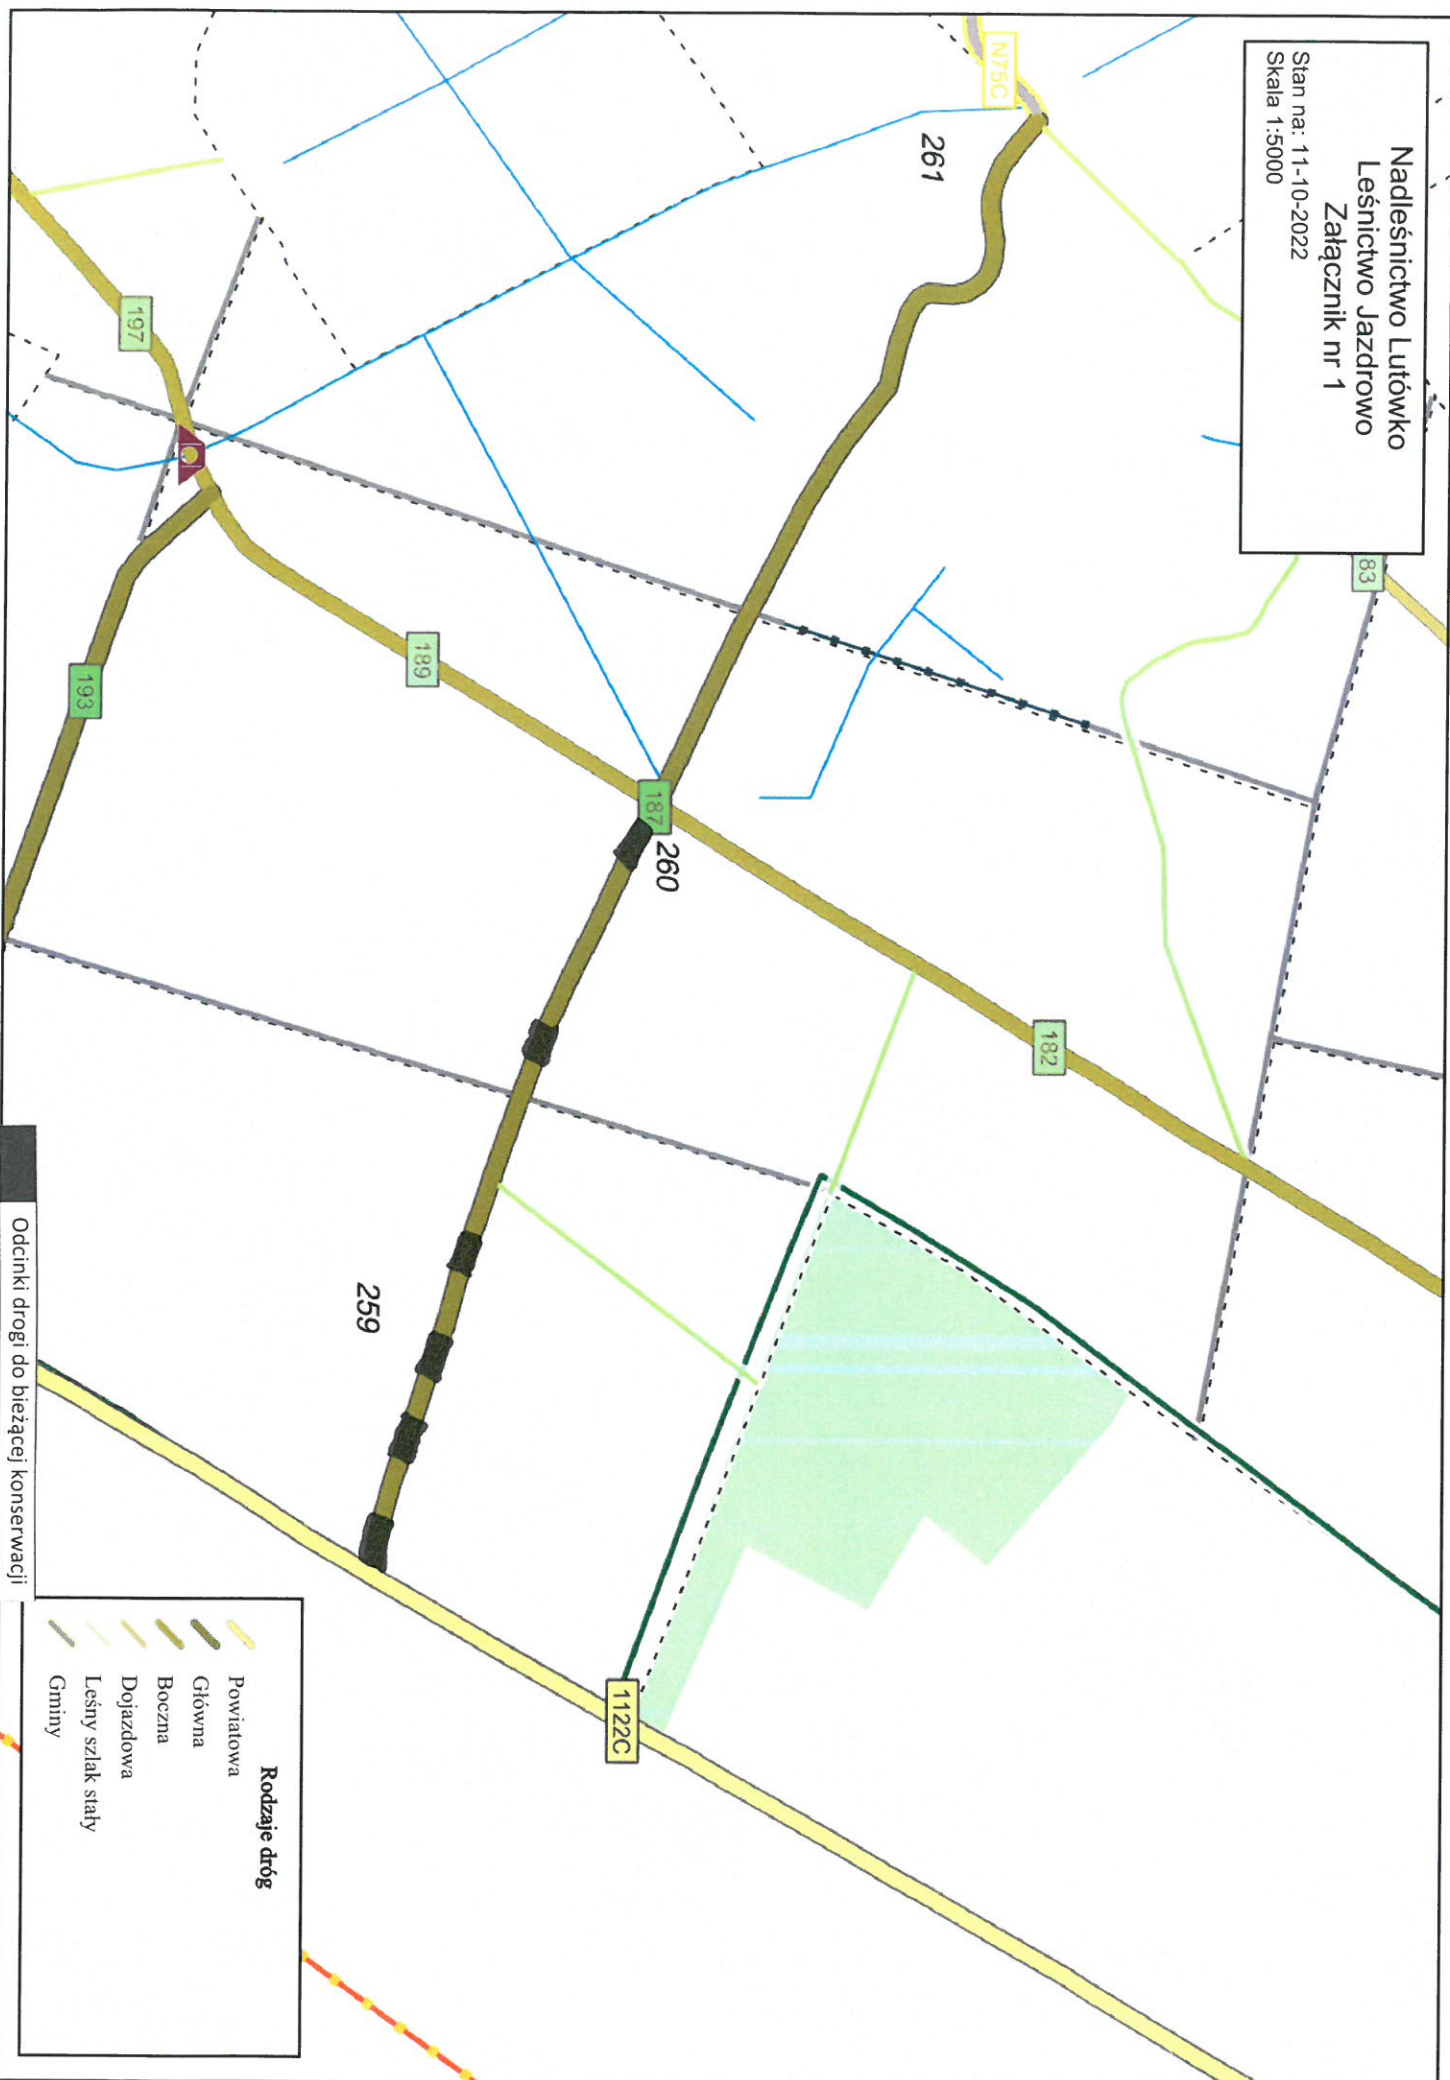 Nadleśnictwo Lutówko
Leśnictwo Jazdrowo
Załącznik nr 1
Stan na: 11-10-2022
Skala 1:5000
N75C
261
83
197
189
193
187
260
182
259
1122C
Odcinki drogi do bieżącej konserwacji
Rodzaje dróg
Powiatowa
Główna
Boczna
Dojazdowa
Leśny szlak stały
Gminy